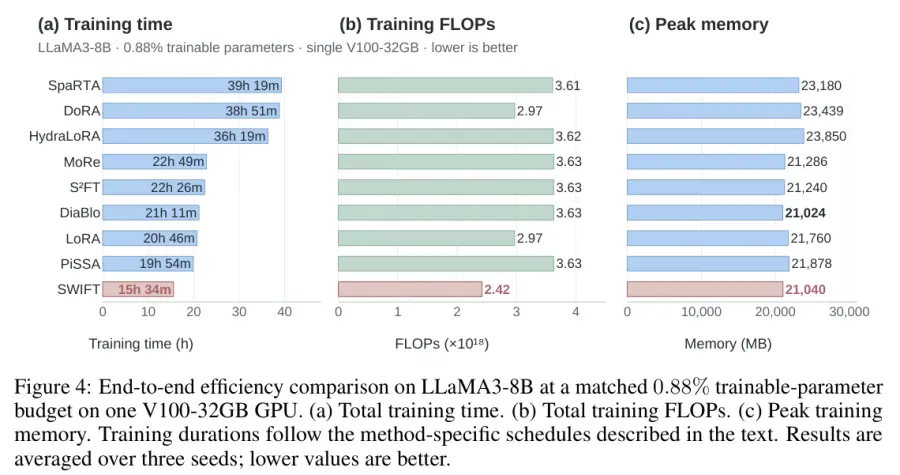 (a) Training time
(b) Training FLOPs
(c) Peak memory
LLaMA3-8B · 0.88% trainable parameters · single V100-32GB · lower is better
SpaRTA 39h 19m 3.61 23,180
DoRA 38h 51m 2.97 23,439
HydraLoRA 36h 19m 3.62 23,850
MoRe 22h 49m 3.63 21,286
S²FT 22h 26m 3.63 21,240
DiaBlo 21h 11m 3.63 21,024
LoRA 20h 46m 2.97 21,760
PiSSA 19h 54m 3.63 21,878
SWIFT 15h 34m 2.42 21,040
0 10 20 30 40
0 1 2 3 4
0 10,000 20,000 30,000
Training time (h)
FLOPs (×10¹⁸)
Memory (MB)
Figure 4: End-to-end efficiency comparison on LLaMA3-8B at a matched 0.88% trainable-parameter
budget on one V100-32GB GPU. (a) Total training time. (b) Total training FLOPs. (c) Peak training
memory. Training durations follow the method-specific schedules described in the text. Results are
averaged over three seeds; lower values are better.